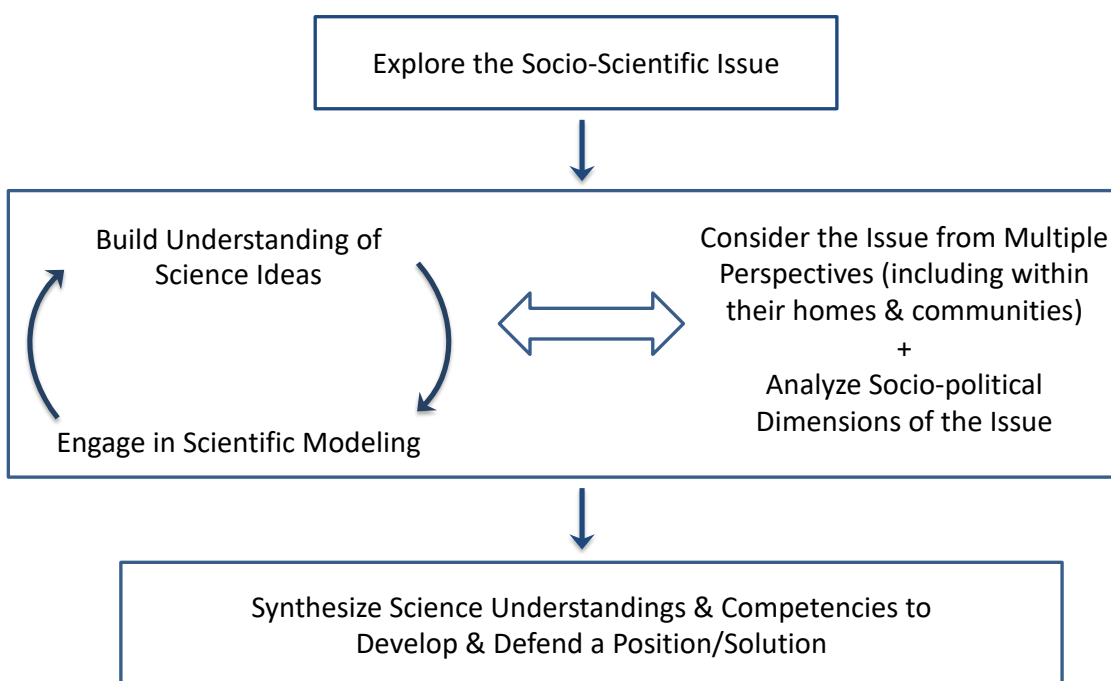 Explore the Socio-Scientific Issue
Build Understanding of
Science Ideas
Engage in Scientific Modeling
Consider the Issue from Multiple
Perspectives (including within
their homes & communities)
+
Analyze Socio-political
Dimensions of the Issue
Synthesize Science Understandings & Competencies to
Develop & Defend a Position/Solution